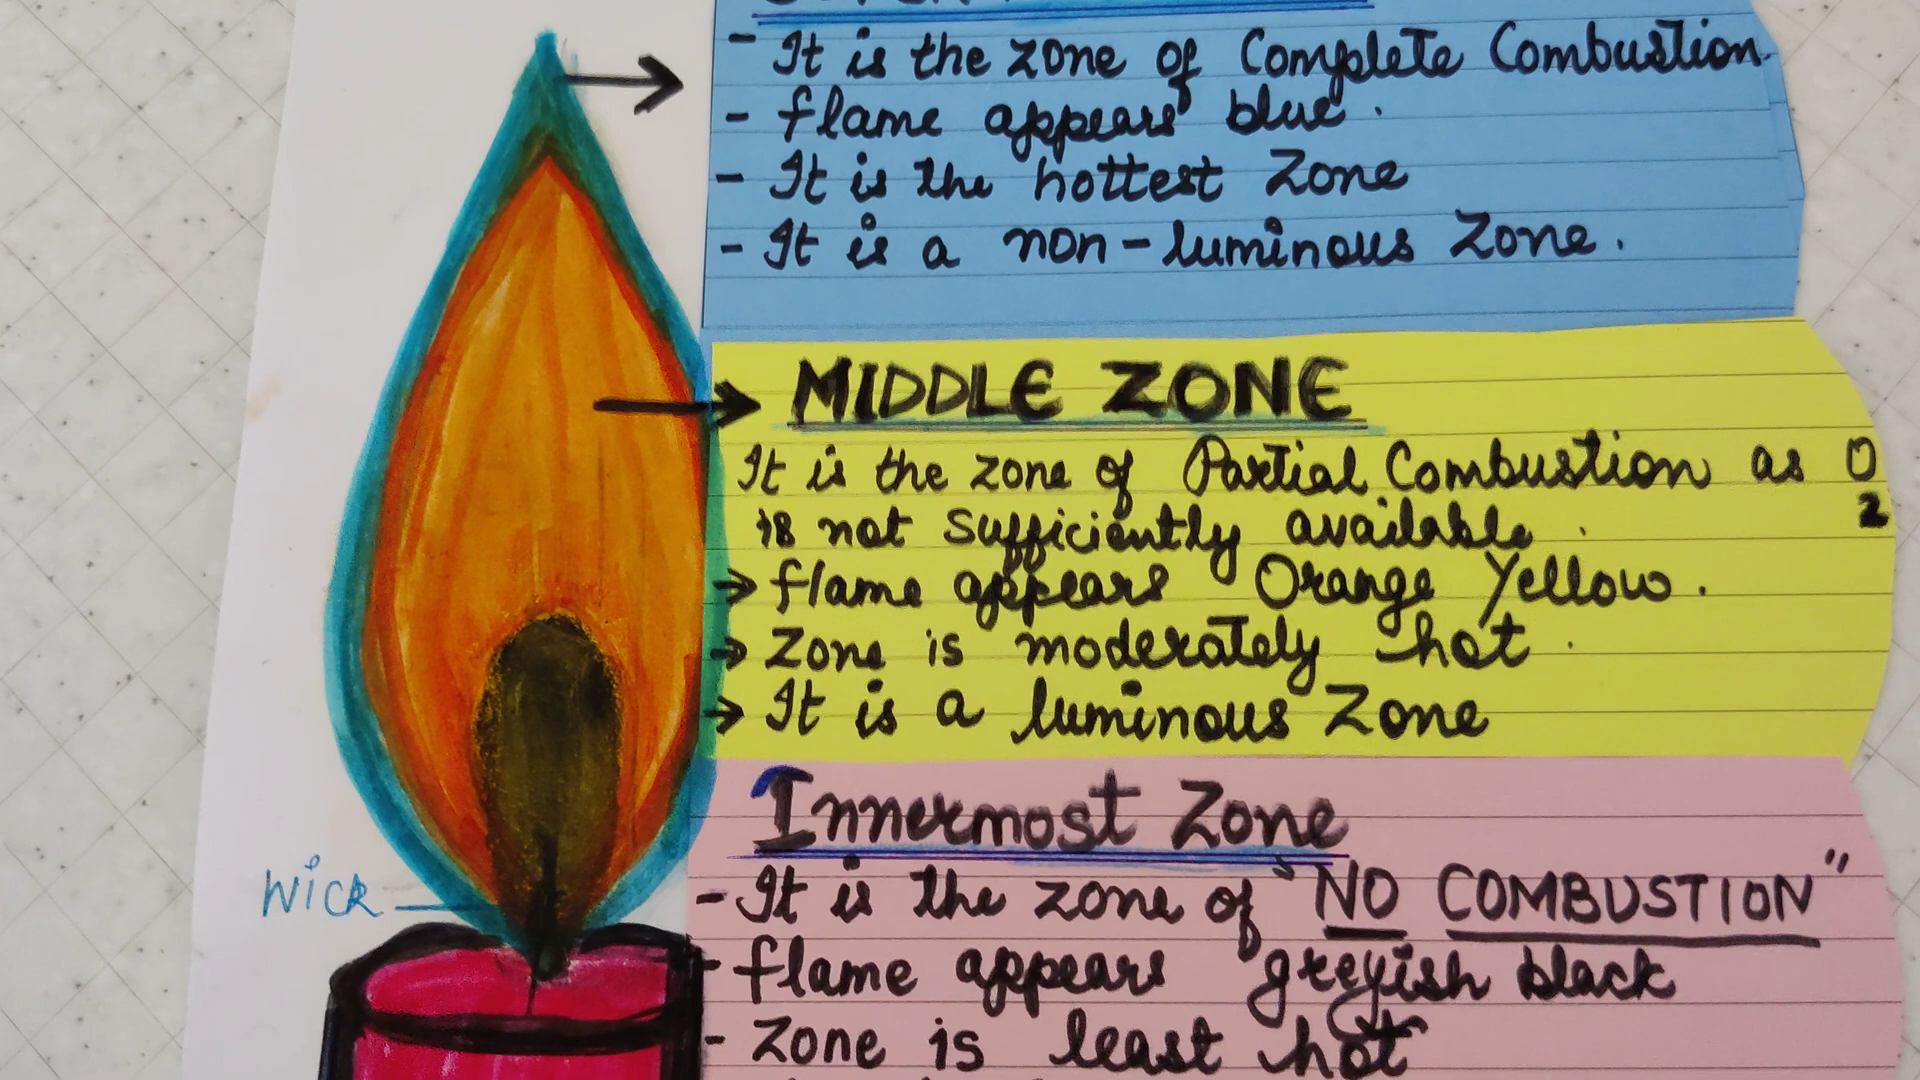 - It is the zone of Complete Combustion.
- flame appears blue.
- It is the hottest Zone
- It is a non-luminous Zone.
MIDDLE ZONE
It is the zone of Partial Combustion as O2
is not sufficiently available.
→ flame appears Orange Yellow.
→ Zone is moderately hot.
→ It is a luminous Zone
Innermost Zone
- It is the zone of "NO COMBUSTION"
- flame appears greyish black
- Zone is least hot
Wick